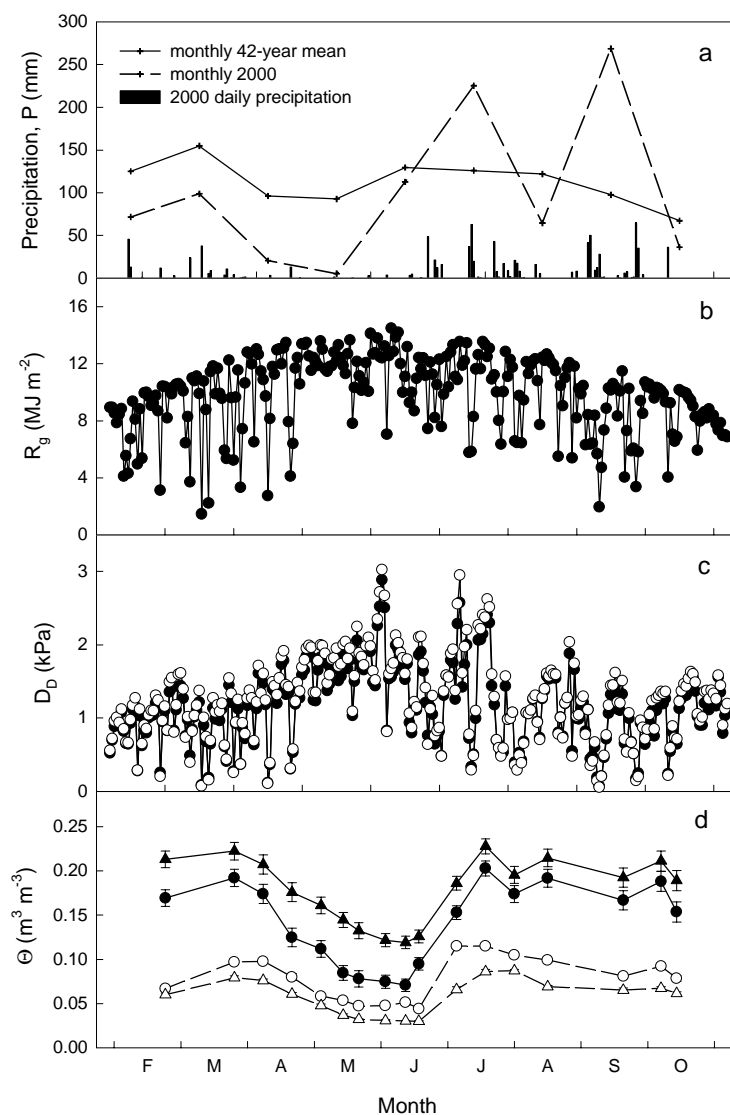 300
250
200
150
100
50
0
Precipitation, P (mm)
monthly 42-year mean
monthly 2000
2000 daily precipitation
a
16
12
8
4
0
R_g (MJ m⁻²)
b
3
2
1
0
D_D (kPa)
c
0.25
0.20
0.15
0.10
0.05
0.00
Θ (m³ m⁻³)
d
F M A M J J A S O
Month